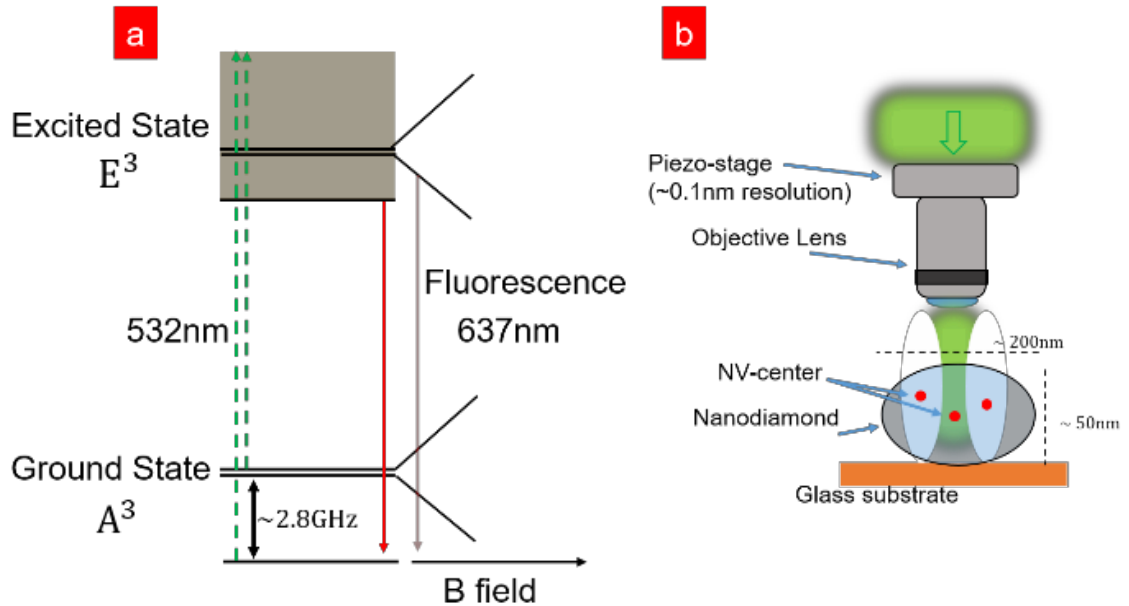 a
Excited State
E³
532nm
Fluorescence
637nm
Ground State
A³
~2.8GHz
B field
b
Piezo-stage
(~0.1nm resolution)
Objective Lens
~ 200nm
NV-center
Nanodiamond
~ 50nm
Glass substrate